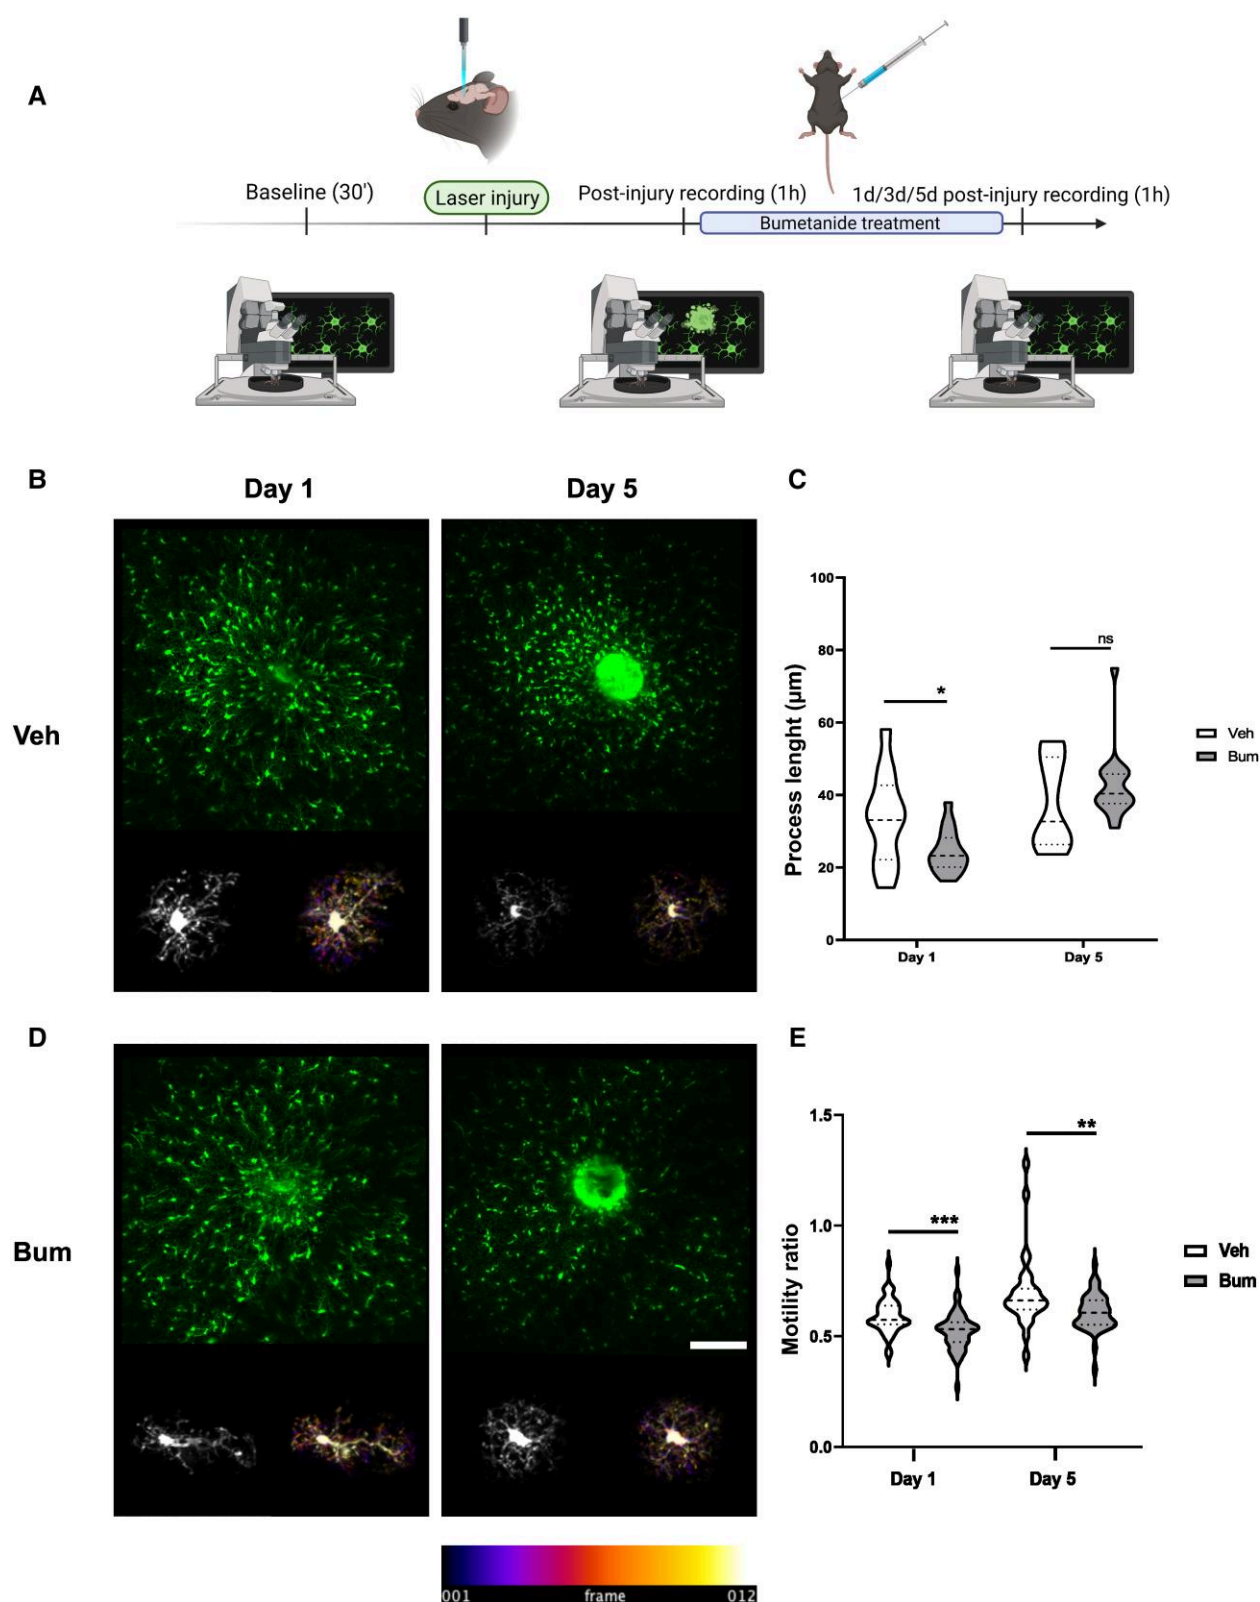 A
Baseline (30')
Laser injury
Post-injury recording (1h)
1d/3d/5d post-injury recording (1h)
Bumetanide treatment
B
Day 1
Day 5
C
Veh
100
80
60
40
20
0
Process lenght (µm)
*
ns
Day 1
Day 5
Veh
Bum
D
E
Bum
1.5
1.0
0.5
0.0
Motility ratio
***
**
Day 1
Day 5
Veh
Bum
001 frame 012